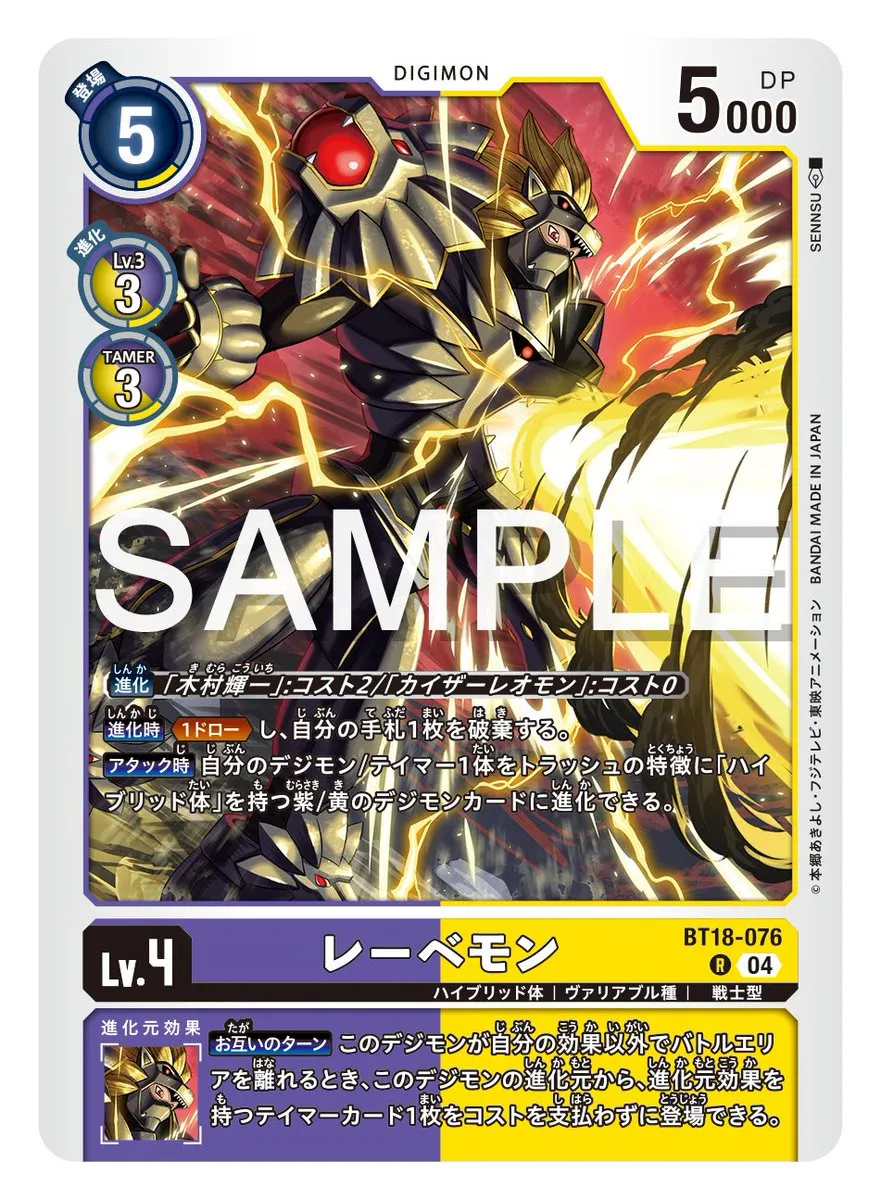 DIGIMON
登場
5
DP
5000
進化
Lv.3
3
TAMER
3
SENNSU
BANDAI MADE IN JAPAN
© 本郷あきよし・フジテレビ・東映アニメーション
SAMPLE
進化 「木村輝一」:コスト2/「カイザーレオモン」:コスト0
進化時 1ドロー し、自分の手札1枚を破棄する。
アタック時 自分のデジモン/テイマー1体をトラッシュの特徴に「ハイ
ブリッド体」を持つ紫/黄のデジモンカードに進化できる。
Lv.4
レーベモン
BT18-076
R 04
ハイブリッド体 | ヴァリアブル種 | 戦士型
進化元効果
お互いのターン このデジモンが自分の効果以外でバトルエリ
アを離れるとき、このデジモンの進化元から、進化元効果を
持つテイマーカード1枚をコストを支払わずに登場できる。